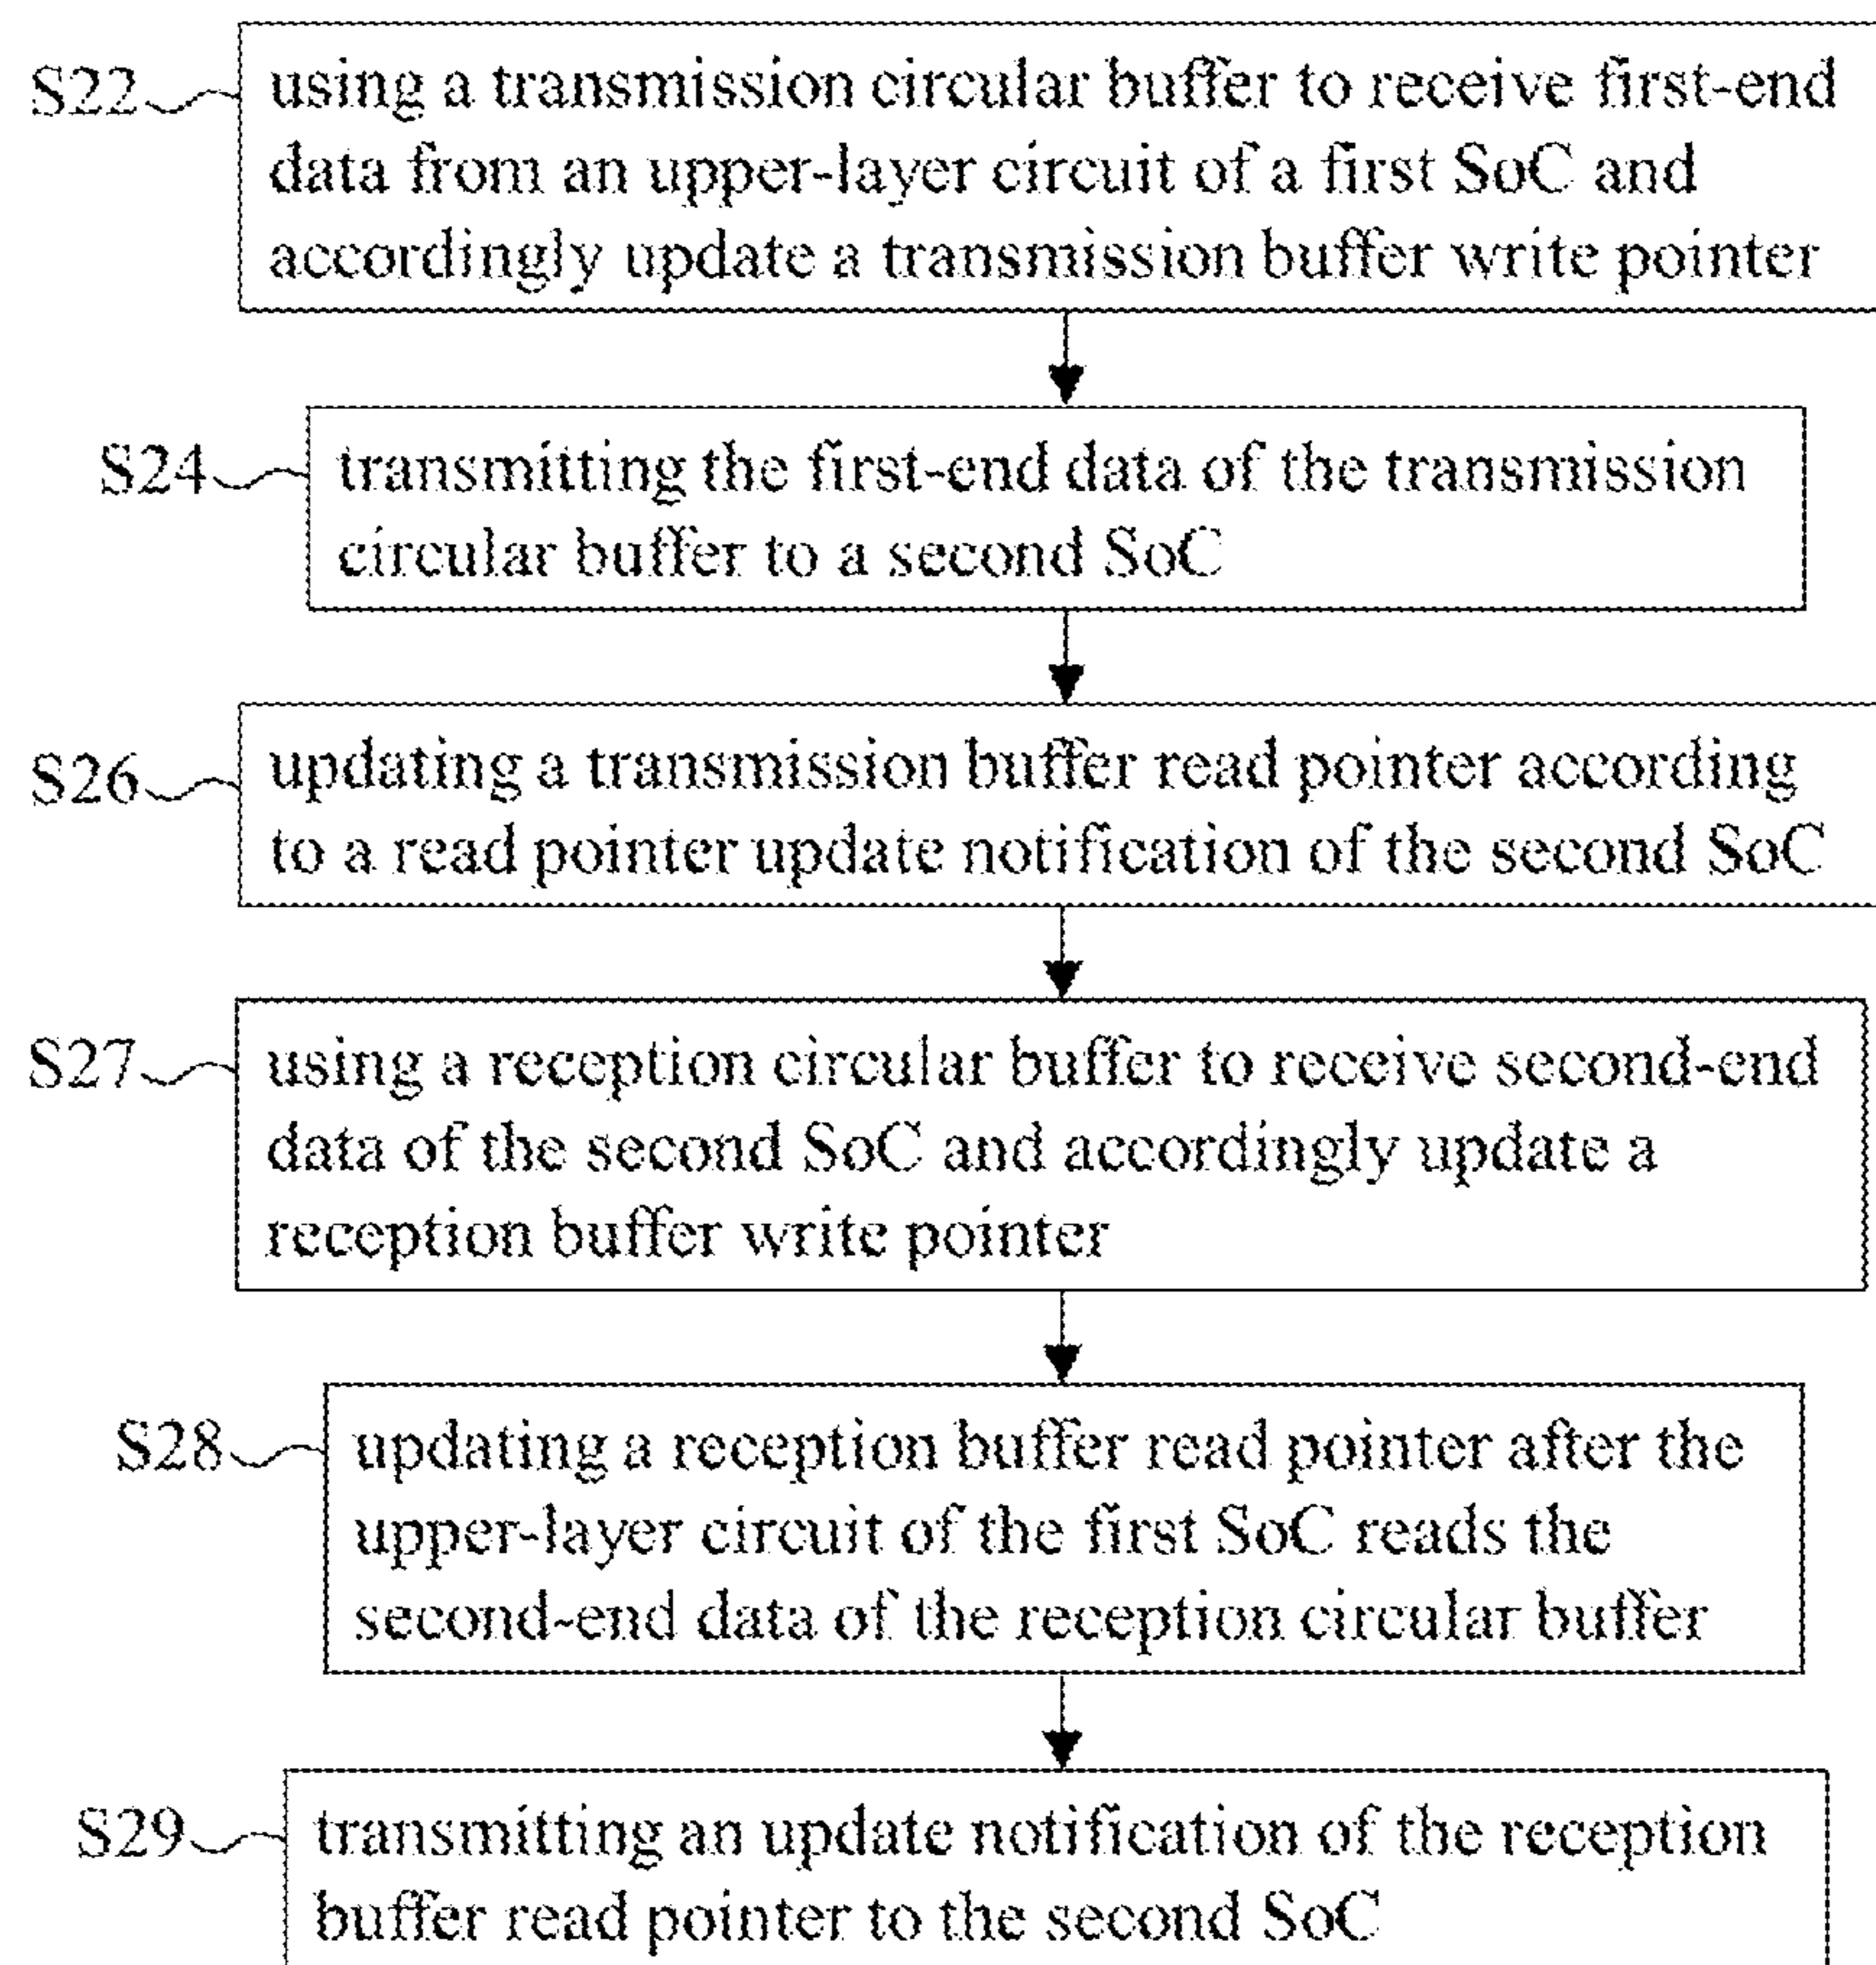 S22
using a transmission circular buffer to receive first-end
data from an upper-layer circuit of a first SoC and
accordingly update a transmission buffer write pointer
S24
transmitting the first-end data of the transmission
circular buffer to a second SoC
S26
updating a transmission buffer read pointer according
to a read pointer update notification of the second SoC
S27
using a reception circular buffer to receive second-end
data of the second SoC and accordingly update a
reception buffer write pointer
S28
updating a reception buffer read pointer after the
upper-layer circuit of the first SoC reads the
second-end data of the reception circular buffer
S29
transmitting an update notification of the reception
buffer read pointer to the second SoC